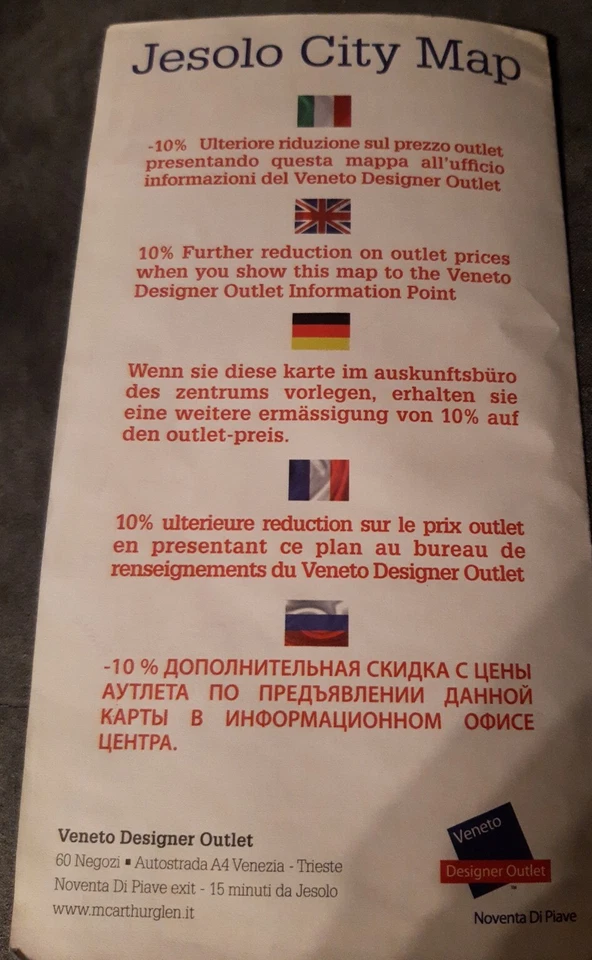 Jesolo City Map
-10% Ulteriore riduzione sul prezzo outlet
presentando questa mappa all'ufficio
informazioni del Veneto Designer Outlet
10% Further reduction on outlet prices
when you show this map to the Veneto
Designer Outlet Information Point
Wenn sie diese karte im auskunftsbüro
des zentrums vorlegen, erhalten sie
eine weitere ermässigung von 10% auf
den outlet-preis.
10% ulterieure reduction sur le prix outlet
en presentant ce plan au bureau de
renseignements du Veneto Designer Outlet
-10 % ДОПОЛНИТЕЛЬНАЯ СКИДКА С ЦЕНЫ
АУТЛЕТА ПО ПРЕДЪЯВЛЕНИИ ДАННОЙ
КАРТЫ В ИНФОРМАЦИОННОМ ОФИСЕ
ЦЕНТРА.
Veneto Designer Outlet
60 Negozi ▪ Autostrada A4 Venezia - Trieste
Noventa Di Piave exit - 15 minuti da Jesolo
www.mcarthurglen.it
Veneto
Designer Outlet
™
Noventa Di Piave